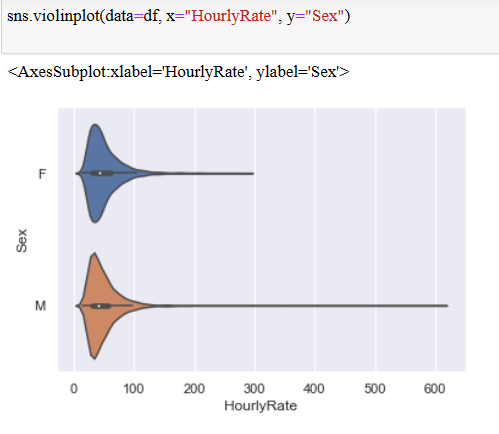 sns.violinplot(data=df, x="HourlyRate", y="Sex")
<AxesSubplot:xlabel='HourlyRate', ylabel='Sex'>
F
Sex
M
0 100 200 300 400 500 600
HourlyRate